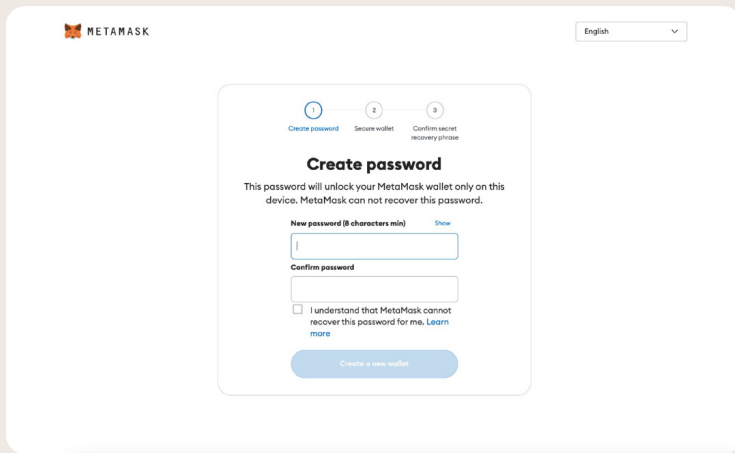 METAMASK
English
1
2
3
Create password
Secure wallet
Confirm secret
recovery phrase
Create password
This password will unlock your MetaMask wallet only on this
device. MetaMask can not recover this password.
New password (8 characters min)
Show
Confirm password
I understand that MetaMask cannot
recover this password for me. Learn
more
Create a new wallet